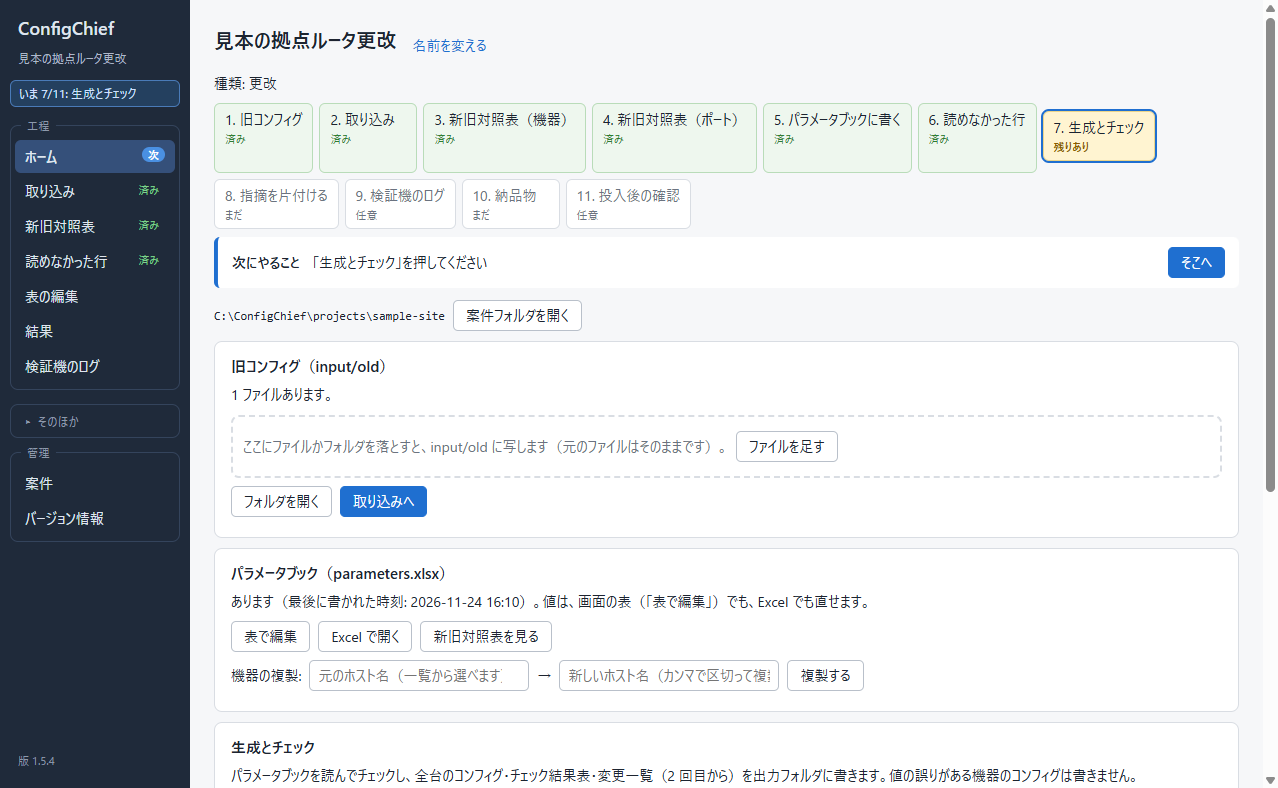 ConfigChief
見本の拠点ルータ更改
いま 7/11: 生成とチェック
工程
ホーム 次
取り込み 済み
新旧対照表 済み
読めなかった行 済み
表の編集
結果
検証機のログ
▸ そのほか
管理
案件
バージョン情報
版 1.5.4
見本の拠点ルータ更改 名前を変える
種類: 更改
1. 旧コンフィグ 2. 取り込み 3. 新旧対照表（機器） 4. 新旧対照表（ポート） 5. パラメータブックに書く 6. 読めなかった行 7. 生成とチェック
済み 済み 済み 済み 済み 済み 残りあり
8. 指摘を片付ける 9. 検証機のログ 10. 納品物 11. 投入後の確認
まだ 任意 まだ 任意
次にやること 「生成とチェック」を押してください そこへ
C:\ConfigChief\projects\sample-site 案件フォルダを開く
旧コンフィグ（input/old）
1 ファイルあります。
ここにファイルかフォルダを落とすと、input/old に写します（元のファイルはそのままです）。 ファイルを足す
フォルダを開く 取り込みへ
パラメータブック（parameters.xlsx）
あります（最後に書かれた時刻: 2026-11-24 16:10）。値は、画面の表（「表で編集」）でも、Excel でも直せます。
表で編集 Excel で開く 新旧対照表を見る
機器の複製: 元のホスト名（一覧から選べます → 新しいホスト名（カンマで区切って複 複製する
生成とチェック
パラメータブックを読んでチェックし、全台のコンフィグ・チェック結果表・変更一覧（2 回目から）を出力フォルダに書きます。値の誤りがある機器のコンフィグは書きません。